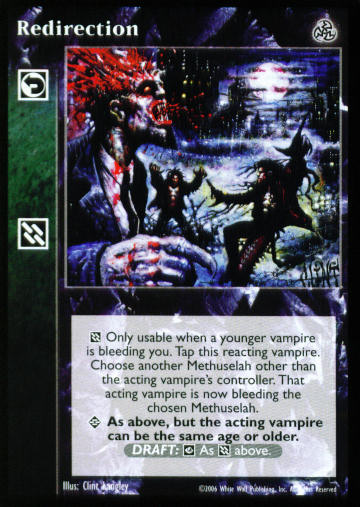 Redirection
Only usable when a younger vampire
is bleeding you. Tap this reacting vampire.
Choose another Methuselah other than
the acting vampire's controller. That
acting vampire is now bleeding the
chosen Methuselah.
As above, but the acting vampire
can be the same age or older.
DRAFT: As above.
Illus: Clint Langley
©2006 White Wolf Publishing, Inc. All Rights Reserved